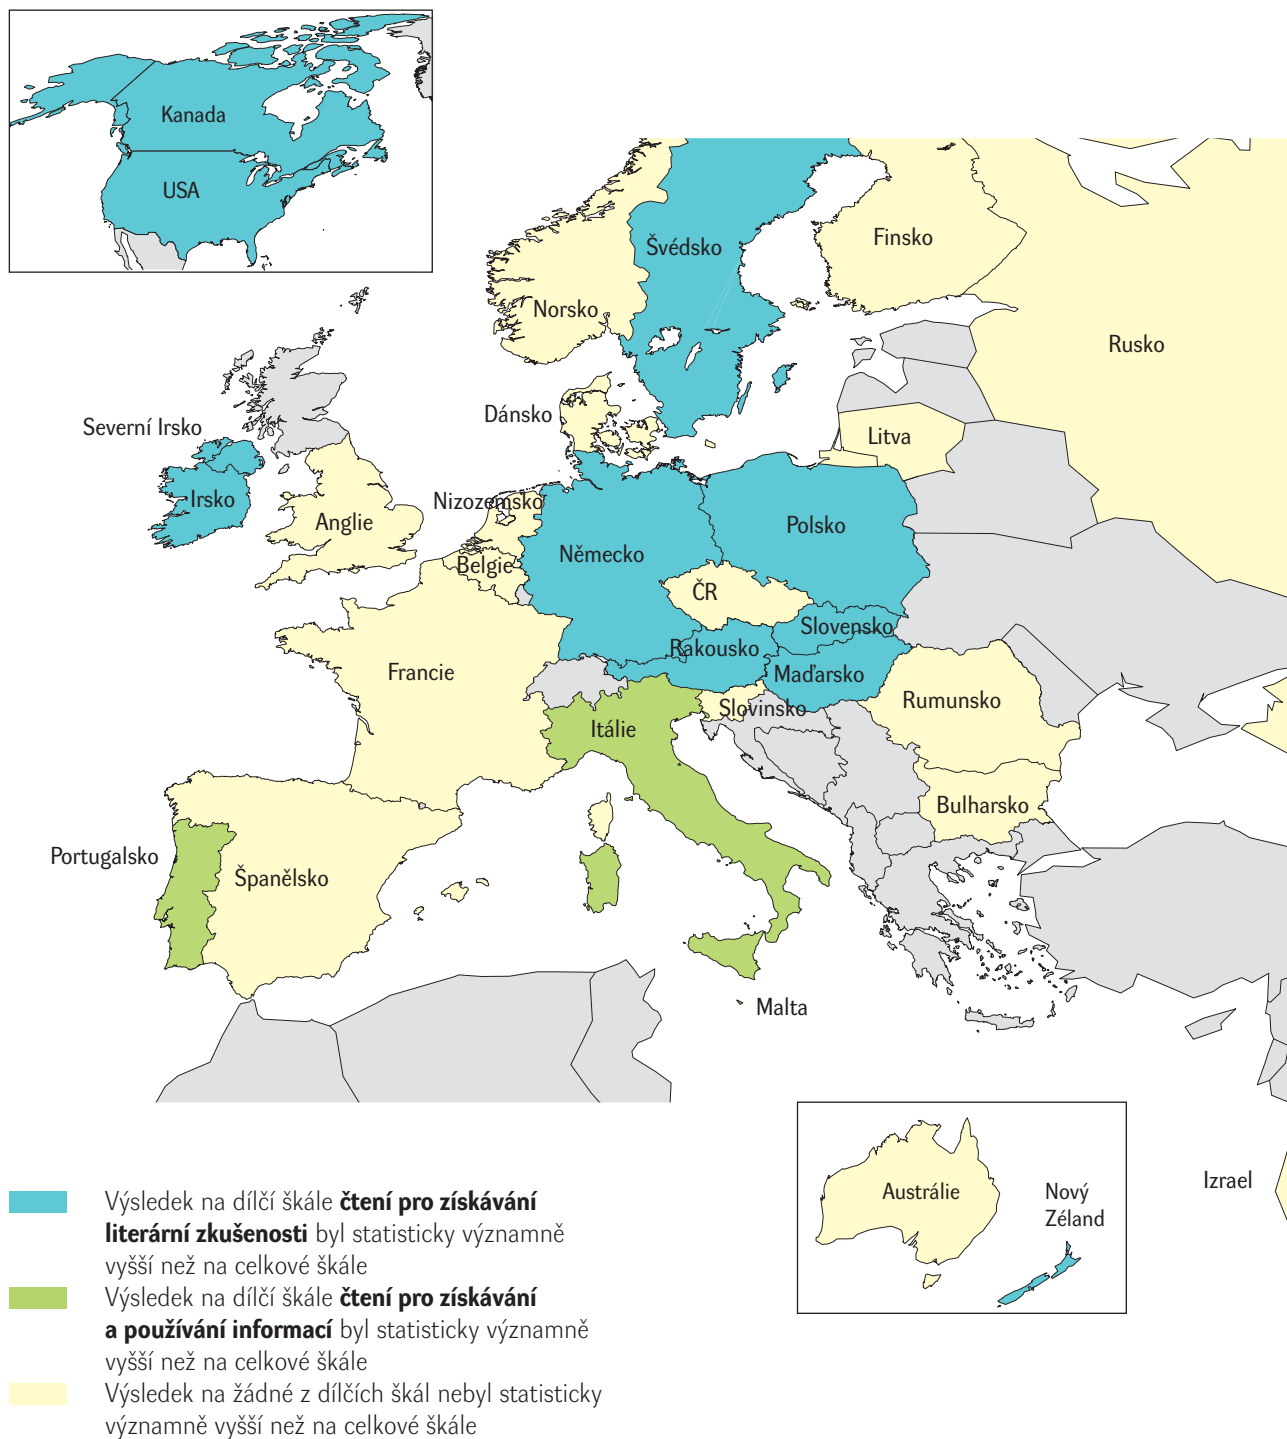 Kanada
USA
Švédsko
Finsko
Norsko
Rusko
Dánsko
Severní Irsko
Litva
Irsko
Nizozemsko
Anglie
Polsko
Německo
Belgie
ČR
Slovensko
Rakousko
Francie
Maďarsko
Rumunsko
Slovinsko
Itálie
Bulharsko
Portugalsko
Španělsko
Malta
Izrael
Austrálie
Nový
Zéland
Výsledek na dílčí škále čtení pro získávání
literární zkušenosti byl statisticky významně
vyšší než na celkové škále
Výsledek na dílčí škále čtení pro získávání
a používání informací byl statisticky významně
vyšší než na celkové škále
Výsledek na žádné z dílčích škál nebyl statisticky
významně vyšší než na celkové škále